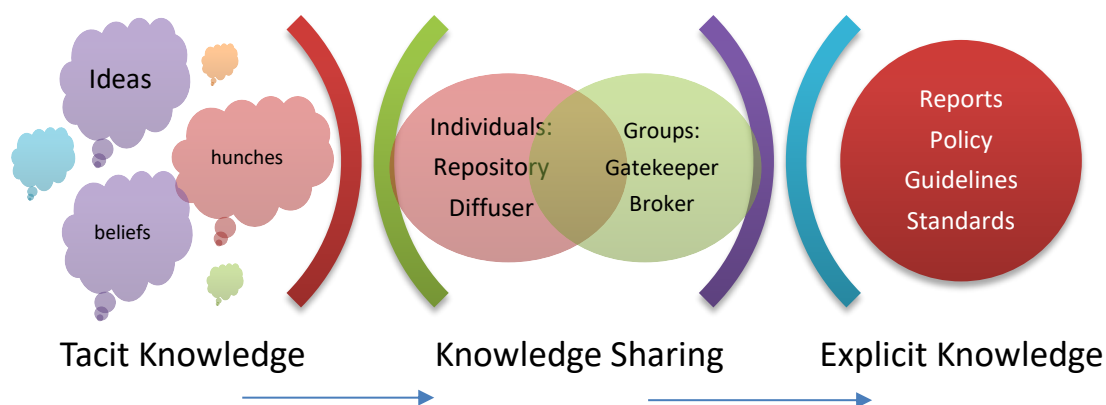 Ideas
hunches
beliefs
Individuals:
Repository
Diffuser
Groups:
Gatekeeper
Broker
Reports
Policy
Guidelines
Standards
Tacit Knowledge
Knowledge Sharing
Explicit Knowledge